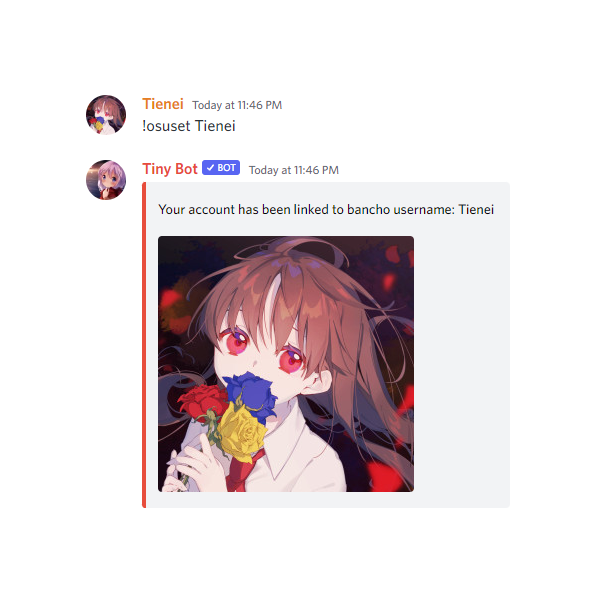 Tienei Today at 11:46 PM
!osuset Tienei
Tiny Bot BOT Today at 11:46 PM
Your account has been linked to bancho username: Tienei